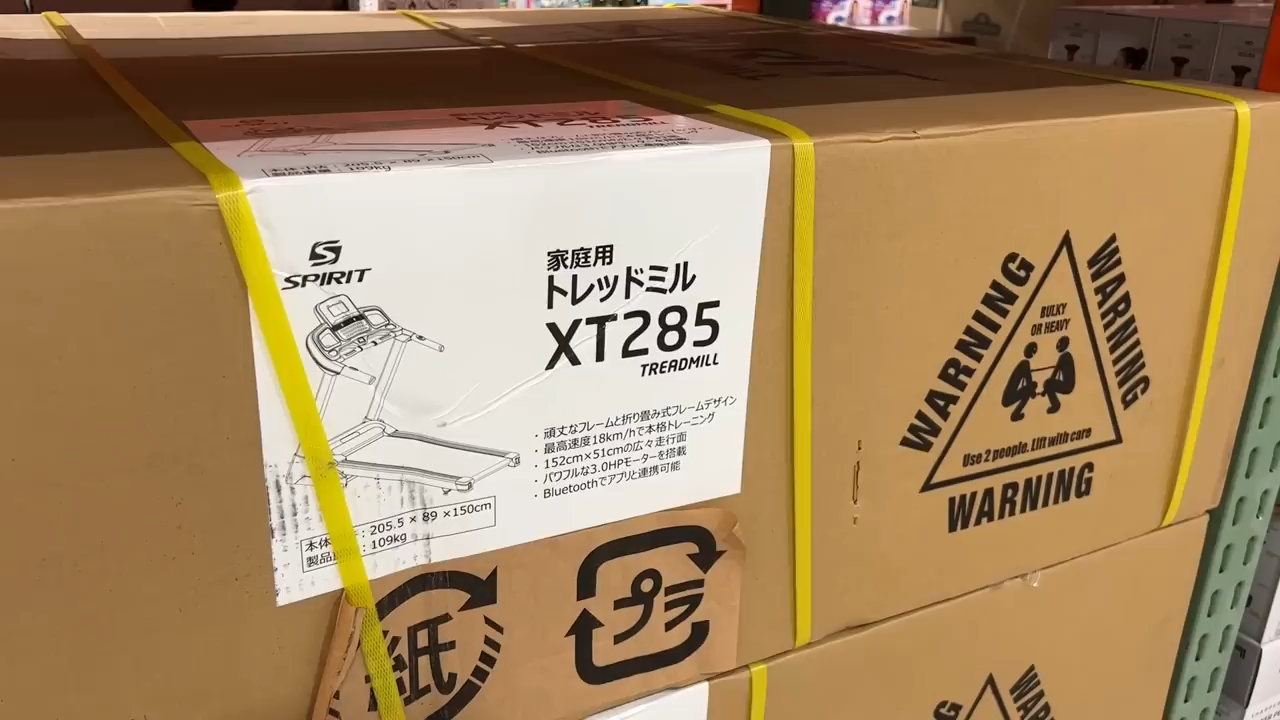 205.5 × 89 ×150cm
109kg
SPIRIT
家庭用
トレッドミル
XT285
TREADMILL
・頑丈なフレームと折り畳み式フレームデザイン
・最高速度18km/hで本格トレーニング
・152cm×51cmの広々走行面
・パワフルな3.0HPモーターを搭載
・Bluetoothでアプリと連携可能
本体 : 205.5 × 89 ×150cm
製品 : 109kg
紙
プラ
WARNING
WARNING
BULKY
OR HEAVY
Use 2 people. Lift with care
WARNING